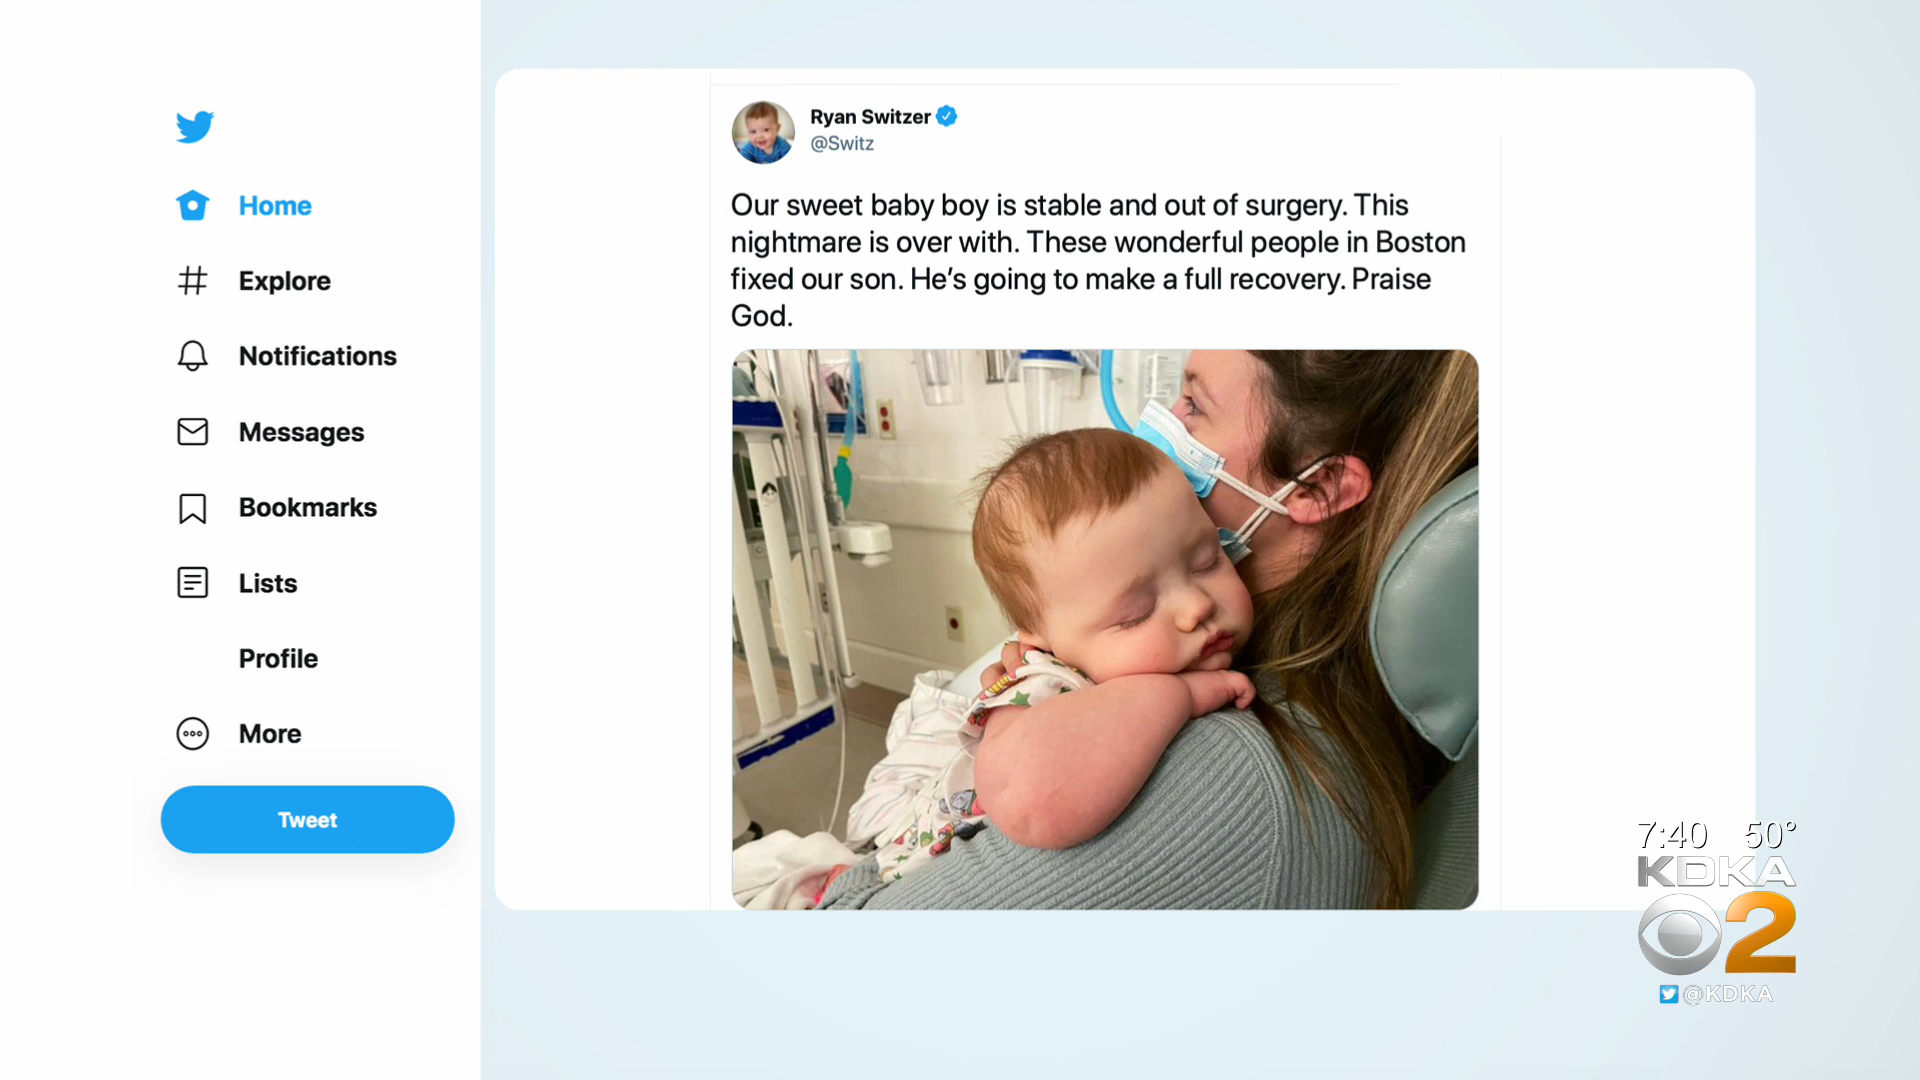 Home
Explore
Notifications
Messages
Bookmarks
Lists
Profile
More
Tweet
Ryan Switzer
@Switz
Our sweet baby boy is stable and out of surgery. This
nightmare is over with. These wonderful people in Boston
fixed our son. He’s going to make a full recovery. Praise
God.
7:40 50°
KDKA
2
@KDKA